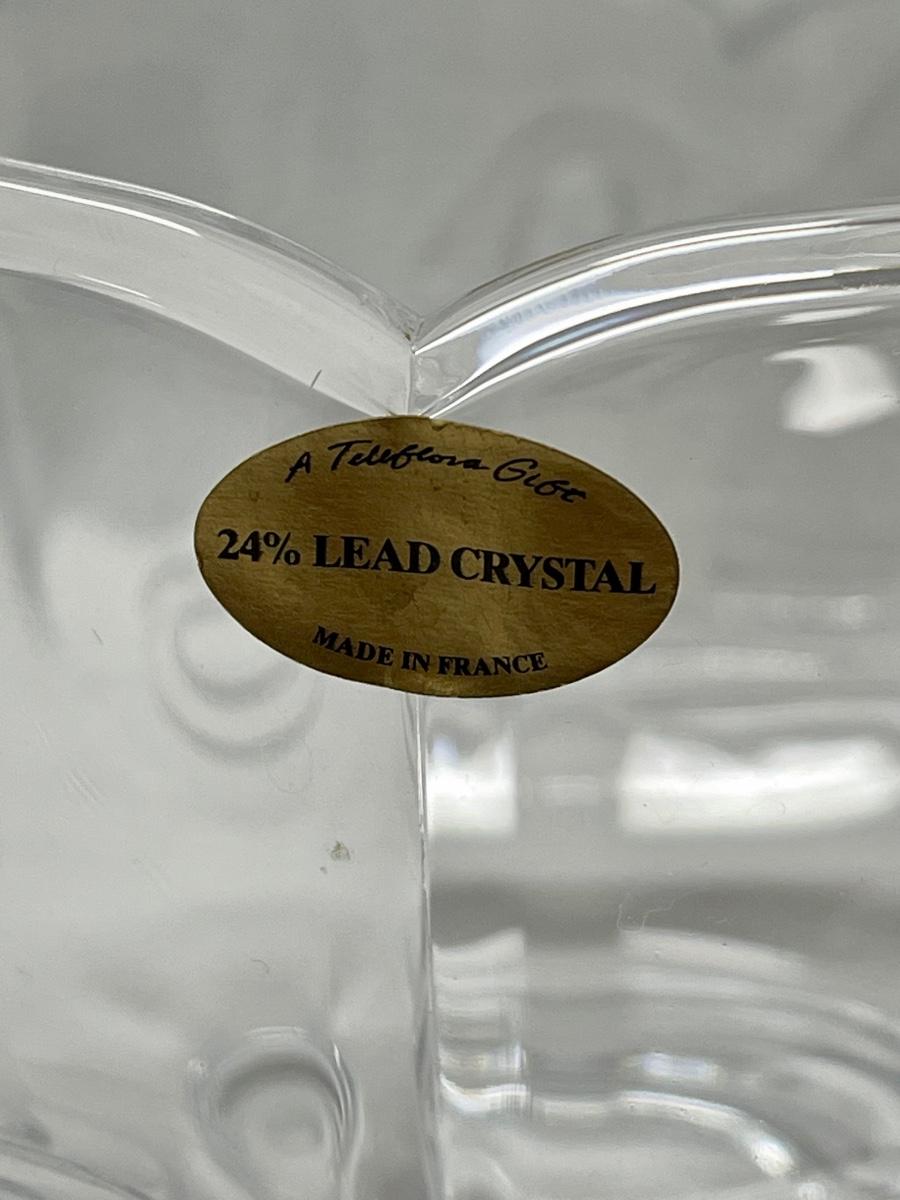 A Teleflora Gift
24% LEAD CRYSTAL
MADE IN FRANCE